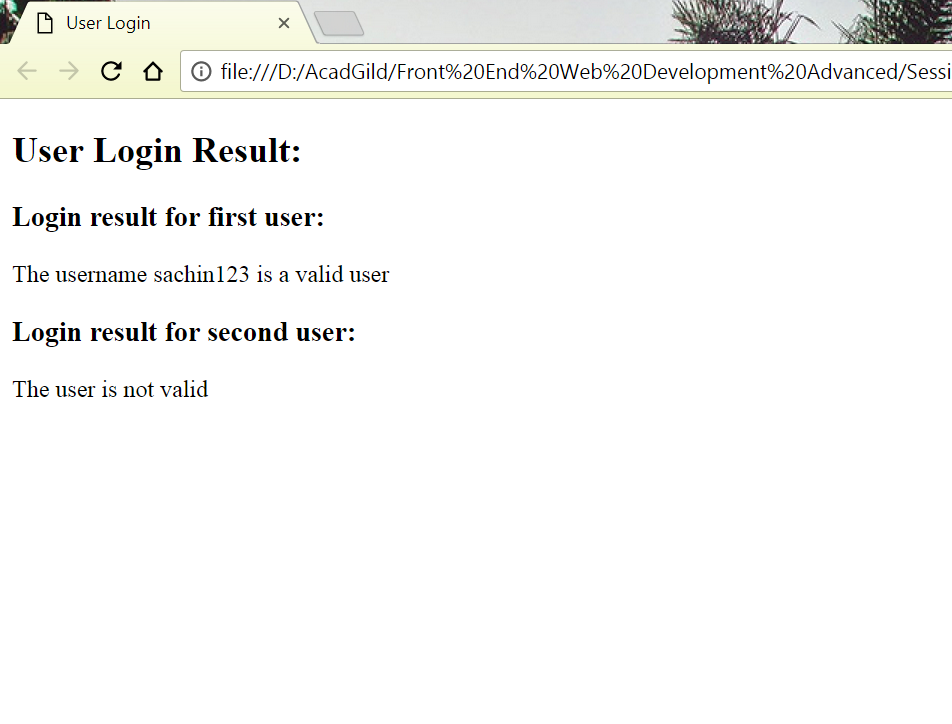 User Login
file:///D:/AcadGild/Front%20End%20Web%20Development%20Advanced/Sessi
User Login Result:
Login result for first user:
The username sachin123 is a valid user
Login result for second user:
The user is not valid